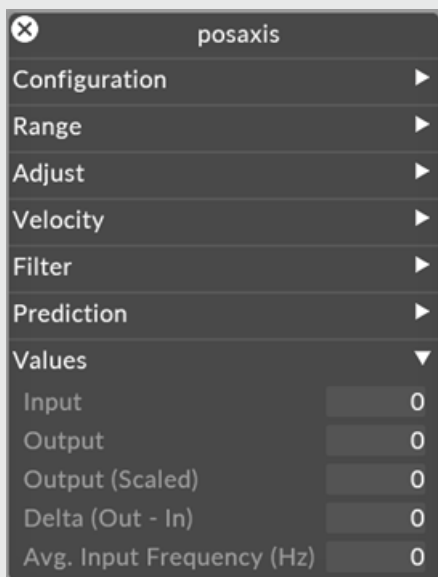 posaxis
Configuration
Range
Adjust
Velocity
Filter
Prediction
Values
Input 0
Output 0
Output (Scaled) 0
Delta (Out - In) 0
Avg. Input Frequency (Hz) 0